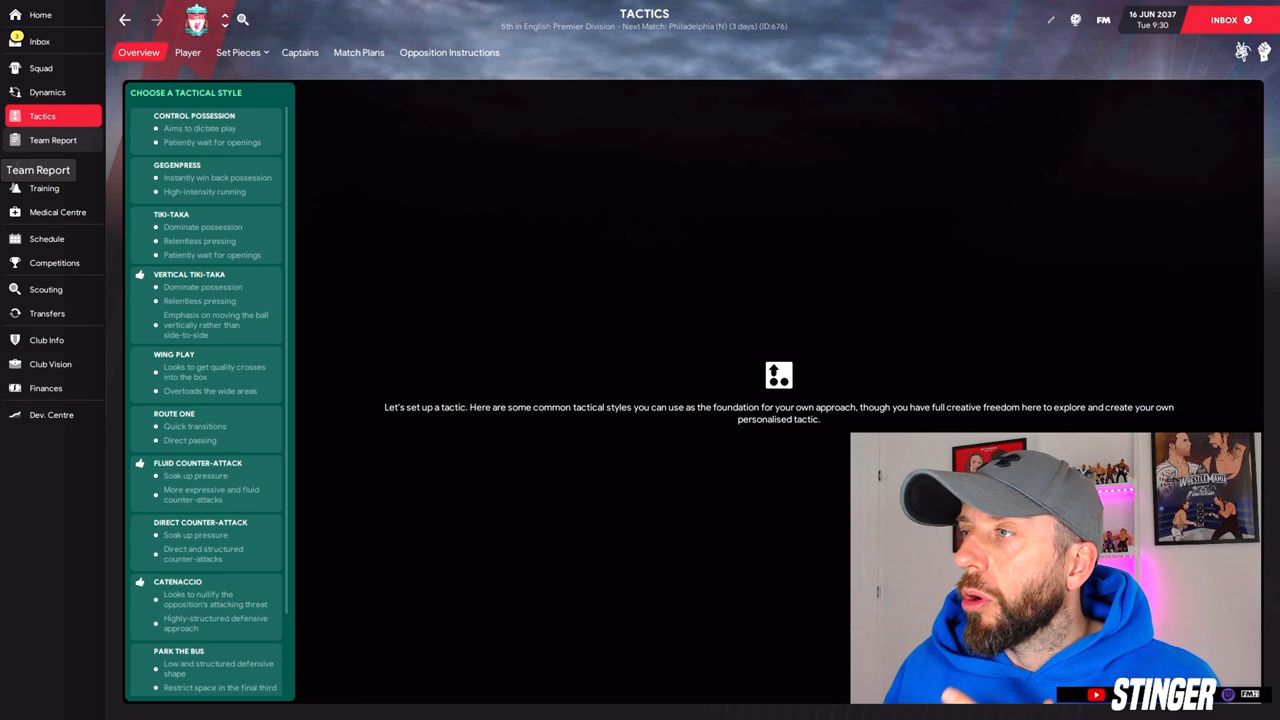 Home
3
Inbox
Squad
Dynamics
Tactics
Team Report
Team Report
Training
Medical Centre
Schedule
Competitions
Scouting
Transfers
Club Info
Club Vision
Finances
Dev. Centre
TACTICS
5th in English Premier Division - Next Match: Philadelphia (N) (3 days) (ID:676)
FM
16 JUN 2037
Tue 9:30
INBOX
Overview
Player
Set Pieces
Captains
Match Plans
Opposition Instructions
CHOOSE A TACTICAL STYLE
CONTROL POSSESSION
Aims to dictate play
Patiently wait for openings
GEGENPRESS
Instantly win back possession
High-intensity running
TIKI-TAKA
Dominate possession
Relentless pressing
Patiently wait for openings
VERTICAL TIKI-TAKA
Dominate possession
Relentless pressing
Emphasis on moving the ball
vertically rather than
side-to-side
WING PLAY
Looks to get quality crosses
into the box
Overloads the wide areas
ROUTE ONE
Quick transitions
Direct passing
FLUID COUNTER-ATTACK
Soak up pressure
More expressive and fluid
counter-attacks
DIRECT COUNTER-ATTACK
Soak up pressure
Direct and structured
counter-attacks
CATENACCIO
Looks to nullify the
opposition's attacking threat
Highly-structured defensive
approach
PARK THE BUS
Low and structured defensive
shape
Restrict space in the final third
Let's set up a tactic. Here are some common tactical styles you can use as the foundation for your own approach, though you have full creative freedom here to explore and create your own
personalised tactic.
WRESTLEMANIA
STINGER